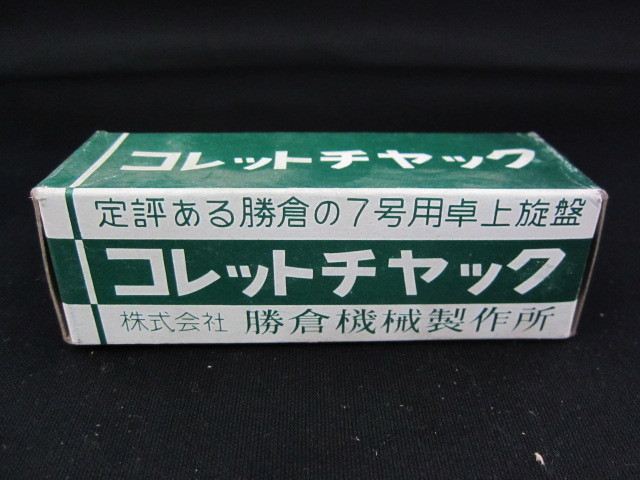 コレットチヤック
定評ある勝倉の7号用卓上旋盤
コレットチヤック
株式会社 勝倉機械製作所